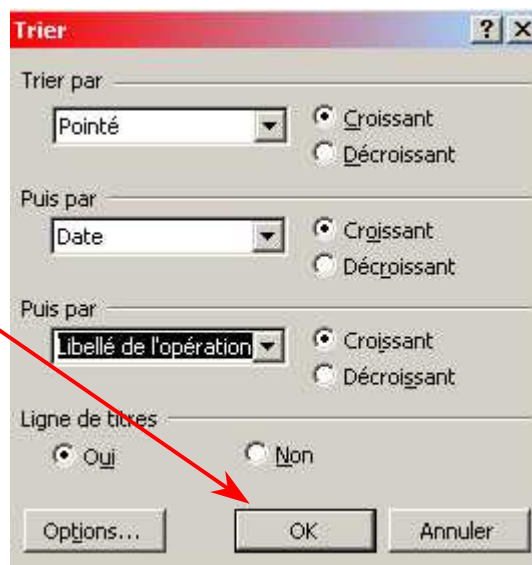 Trier
Trier par
Pointé
Croissant
Décroissant
Puis par
Date
Croissant
Décroissant
Puis par
Libellé de l'opération
Croissant
Décroissant
Ligne de titres
Oui
Non
Options...
OK
Annuler